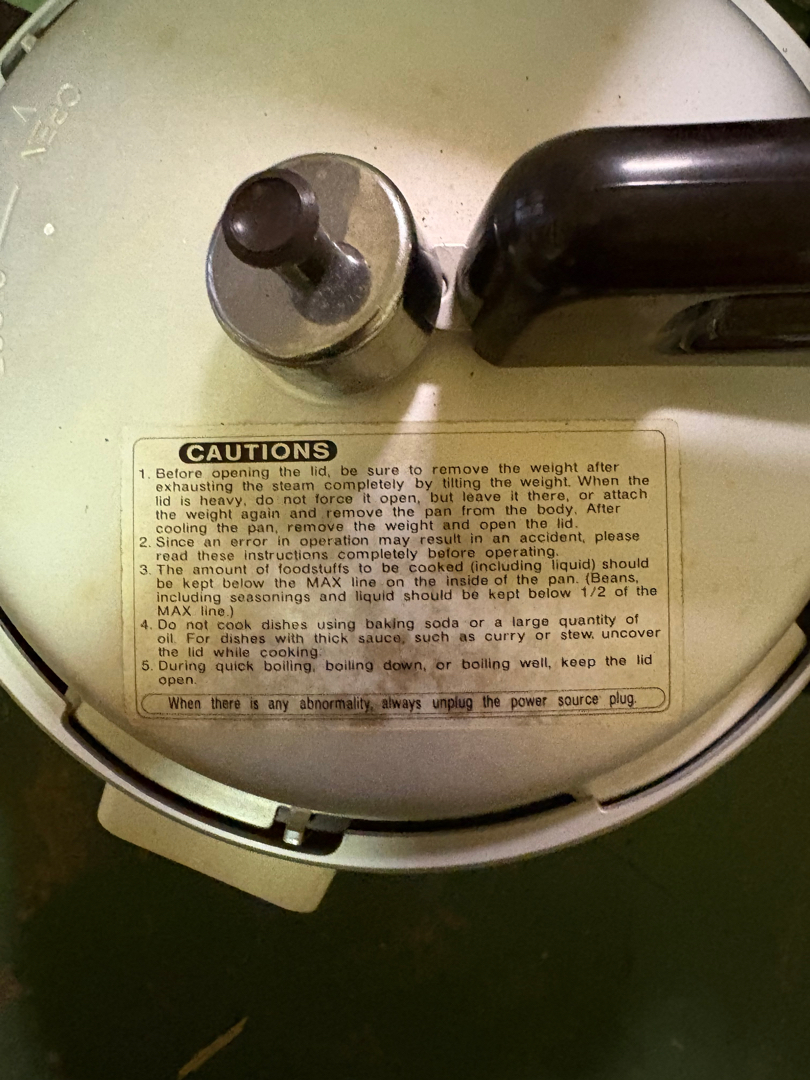 OPEN
CAUTIONS
1. Before opening the lid, be sure to remove the weight after
exhausting the steam completely by tilting the weight. When the
lid is heavy, do not force it open, but leave it there, or attach
the weight again and remove the pan from the body. After
cooling the pan, remove the weight and open the lid.
2. Since an error in operation may result in an accident, please
read these instructions completely before operating.
3. The amount of foodstuffs to be cooked (including liquid) should
be kept below the MAX line on the inside of the pan. (Beans,
including seasonings and liquid should be kept below 1/2 of the
MAX line.)
4. Do not cook dishes using baking soda or a large quantity of
oil. For dishes with thick sauce, such as curry or stew, uncover
the lid while cooking.
5. During quick boiling, boiling down, or boiling well, keep the lid
open.
When there is any abnormality, always unplug the power source plug.